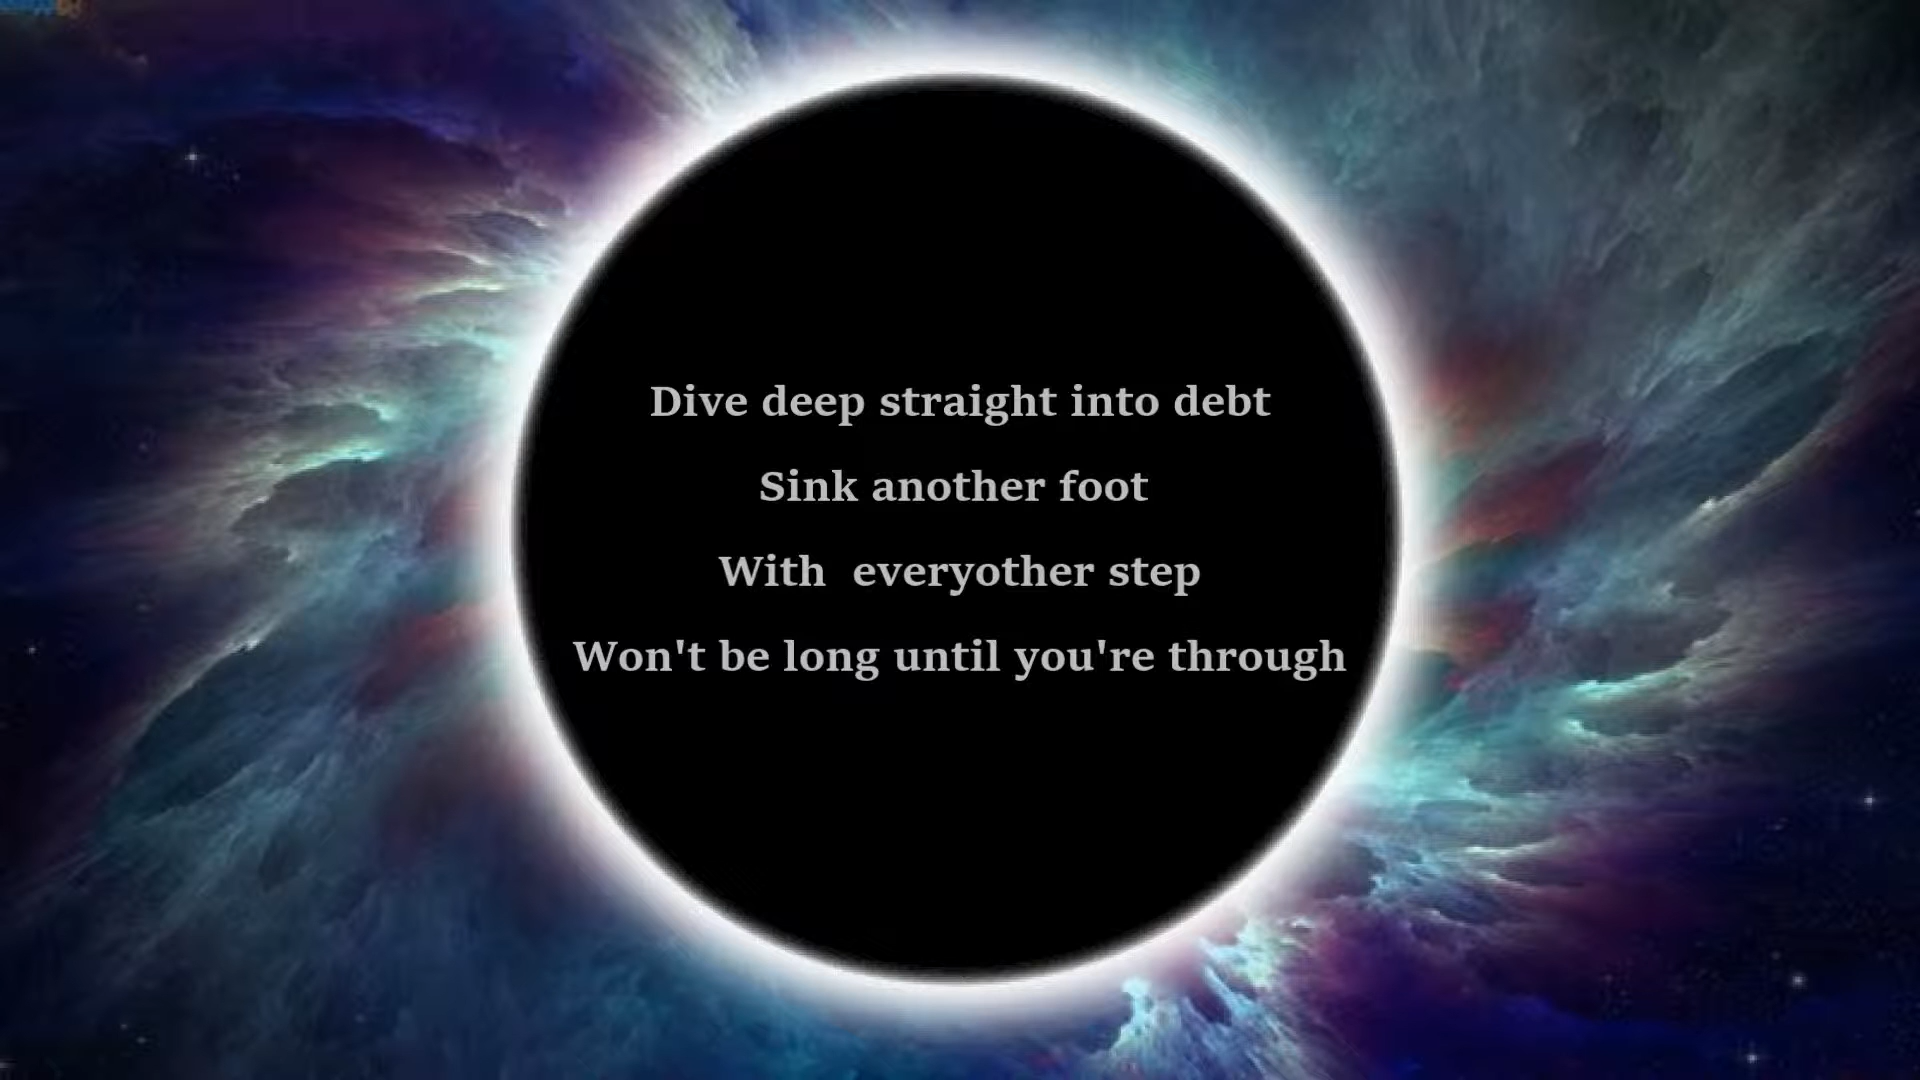 Dive deep straight into debt
Sink another foot
With  everyother step
Won't be long until you're through